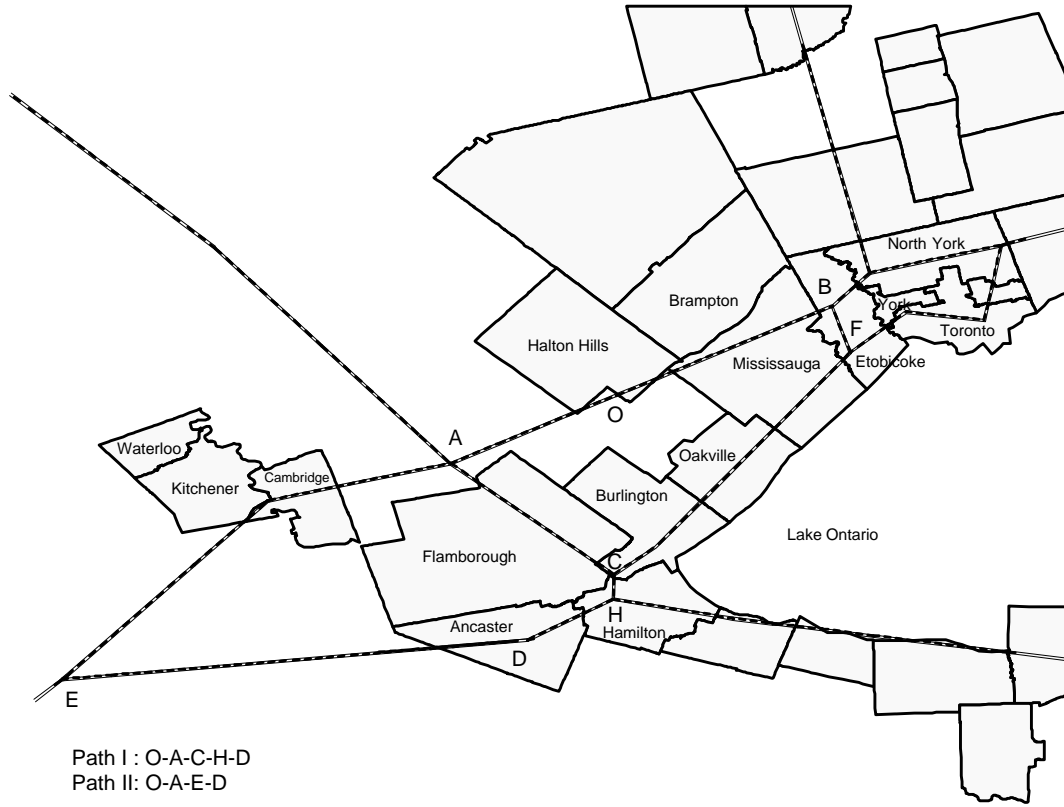 North York
B
Brampton
York
F
Toronto
Halton Hills
Mississauga
Etobicoke
O
A
Waterloo
Oakville
Cambridge
Kitchener
Burlington
Lake Ontario
Flamborough
C
H
Ancaster
Hamilton
D
E
Path I : O-A-C-H-D
Path II: O-A-E-D